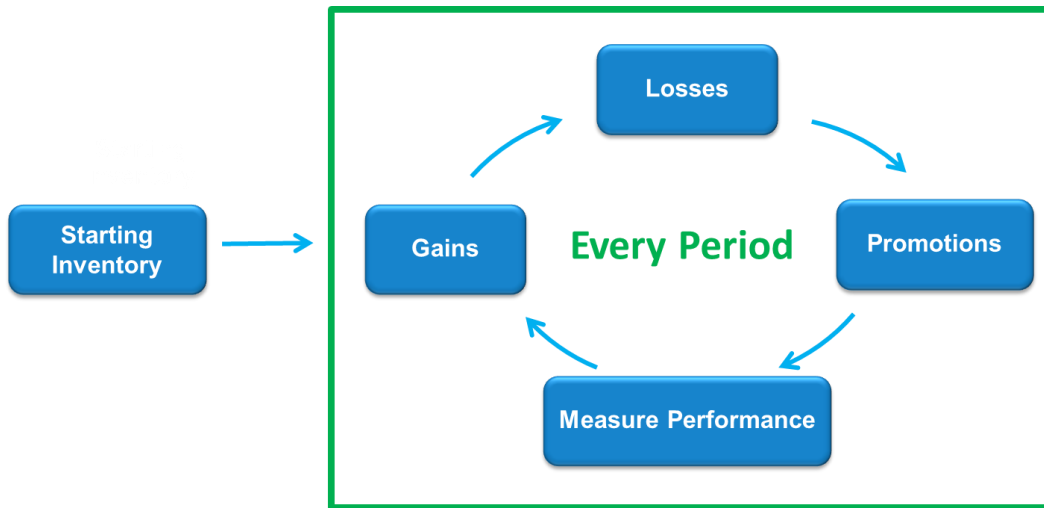 Losses
Starting
Inventory
Gains
Every Period
Promotions
Measure Performance